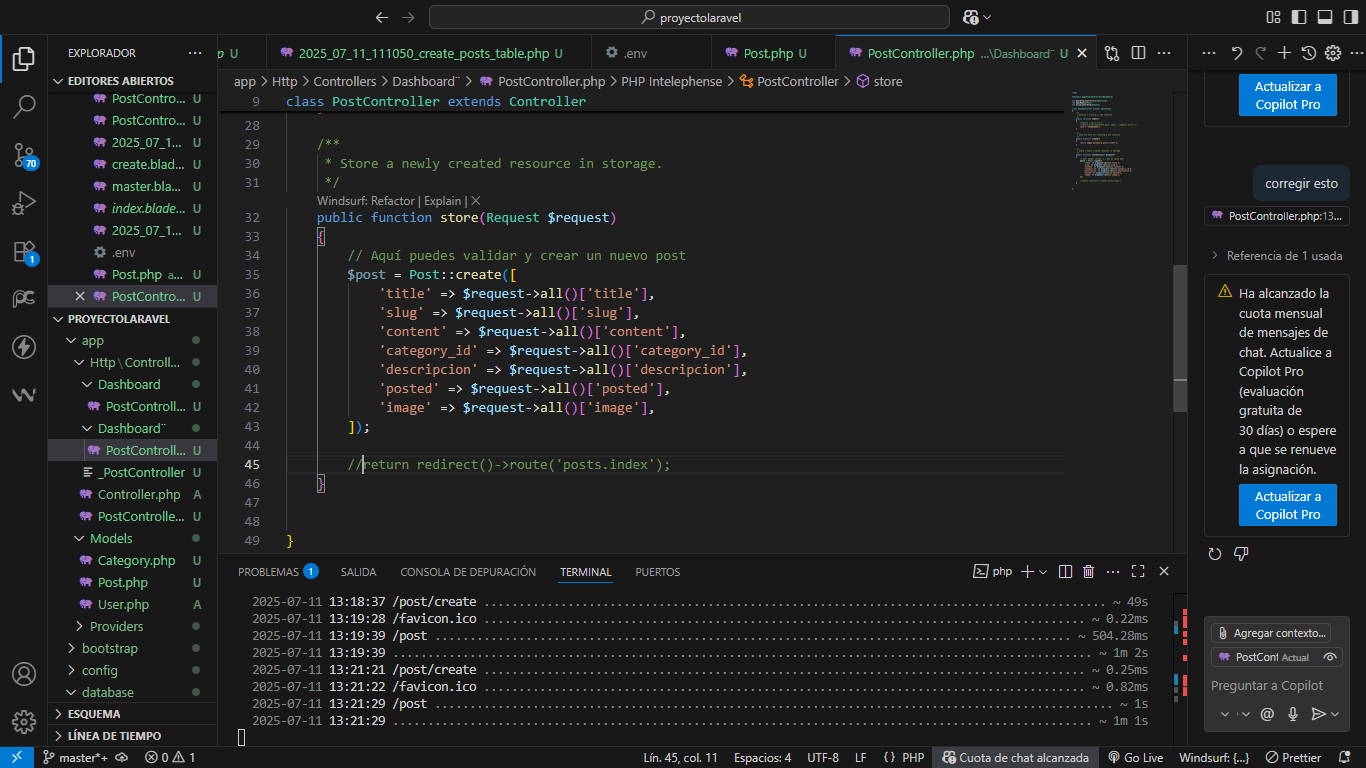 proyectolaravel
EXPLORADOR
EDITORES ABIERTOS
PostContro... U
PostContro... U
2025_07_1... U
create.blad... U
master.bla... U
index.blade... U
2025_07_1... U
.env
Post.php a... U
PostContro... U
PROYECTOLARAVEL
app
Http\Controll...
Dashboard
PostControll... U
Dashboard¨
PostControll... U
_PostController U
Controller.php A
PostControlle... U
Models
Category.php U
Post.php U
User.php A
Providers
bootstrap
config
database
ESQUEMA
LÍNEA DE TIEMPO
70
1
U
2025_07_11_111050_create_posts_table.php U
.env
Post.php U
PostController.php ...\Dashboard¨ U
app > Http > Controllers > Dashboard¨ > PostController.php > PHP Intelephense > PostController > store
9 class PostController extends Controller
28
29 /**
30 * Store a newly created resource in storage.
31 */
Windsurf: Refactor | Explain | X
32 public function store(Request $request)
33 {
34 // Aquí puedes validar y crear un nuevo post
35 $post = Post::create([
36 'title' => $request->all()['title'],
37 'slug' => $request->all()['slug'],
38 'content' => $request->all()['content'],
39 'category_id' => $request->all()['category_id'],
40 'descripcion' => $request->all()['descripcion'],
41 'posted' => $request->all()['posted'],
42 'image' => $request->all()['image'],
43 ]);
44
45 //return redirect()->route('posts.index');
46 }
47
48
49 }
PROBLEMAS 1 SALIDA CONSOLA DE DEPURACIÓN TERMINAL PUERTOS
php
2025-07-11 13:18:37 /post/create ~ 49s
2025-07-11 13:19:28 /favicon.ico ~ 0.22ms
2025-07-11 13:19:39 /post ~ 504.28ms
2025-07-11 13:19:39 ~ 1m 2s
2025-07-11 13:21:21 /post/create ~ 0.25ms
2025-07-11 13:21:22 /favicon.ico ~ 0.82ms
2025-07-11 13:21:29 /post ~ 1s
2025-07-11 13:21:29 ~ 1m 1s
Actualizar a
Copilot Pro
corregir esto
PostController.php:13...
Referencia de 1 usada
Ha alcanzado la
cuota mensual
de mensajes de
chat. Actualice a
Copilot Pro
(evaluación
gratuita de
30 días) o espere
a que se renueve
la asignación.
Actualizar a
Copilot Pro
Agregar contexto...
PostCont Actual
Preguntar a Copilot
master*+
0 1
Lín. 45, col. 11
Espacios: 4
UTF-8
LF
{ } PHP
Cuota de chat alcanzada
Go Live
Windsurf: {...}
Prettier